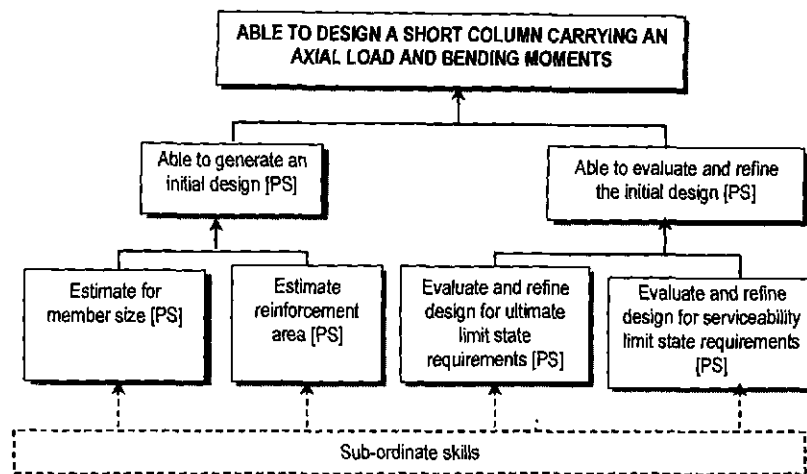 ABLE TO DESIGN A SHORT COLUMN CARRYING AN
AXIAL LOAD AND BENDING MOMENTS
Able to generate an
initial design [PS]
Able to evaluate and refine
the initial design [PS]
Estimate for
member size [PS]
Estimate
reinforcement
area [PS]
Evaluate and refine
design for ultimate
limit state
requirements [PS]
Evaluate and refine
design for serviceability
limit state requirements
[PS]
Sub-ordinate skills